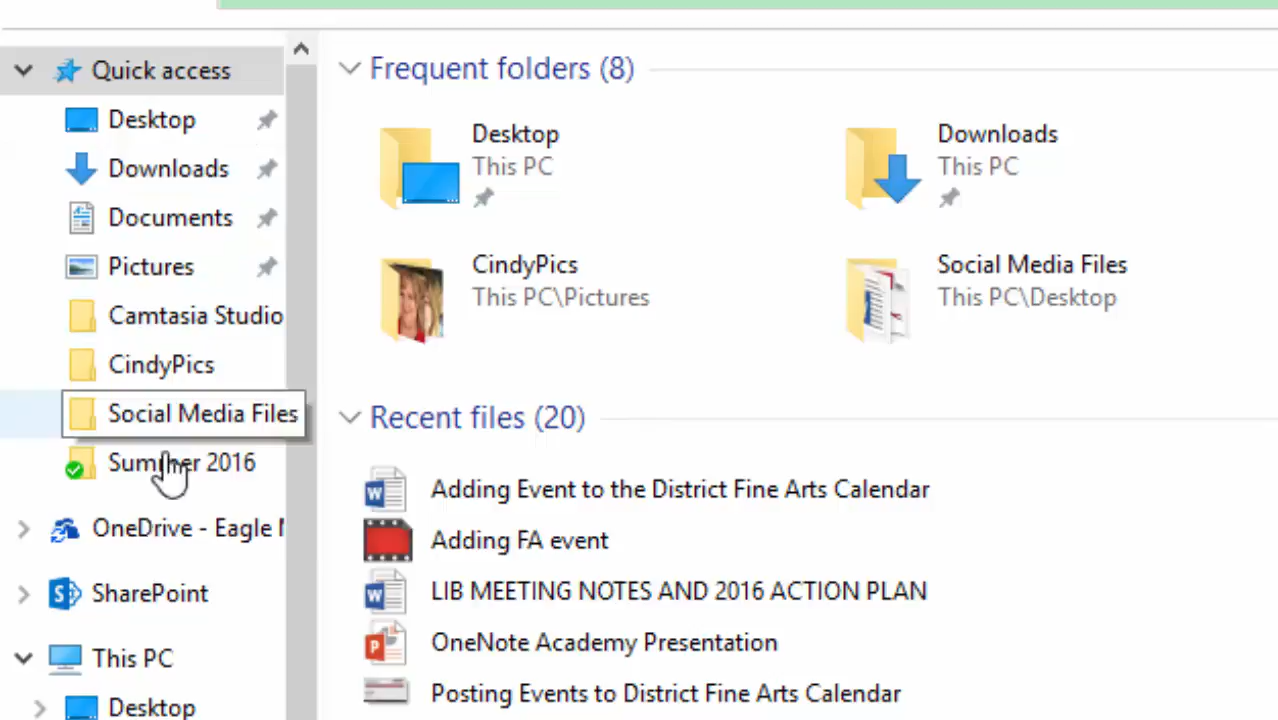 Quick access
Desktop
Downloads
Documents
Pictures
Camtasia Studio
CindyPics
Social Media Files
Summer 2016
OneDrive - Eagle
SharePoint
This PC
Desktop
Frequent folders (8)
Desktop
This PC
Downloads
This PC
CindyPics
This PC\Pictures
Social Media Files
This PC\Desktop
Recent files (20)
Adding Event to the District Fine Arts Calendar
Adding FA event
LIB MEETING NOTES AND 2016 ACTION PLAN
OneNote Academy Presentation
Posting Events to District Fine Arts Calendar